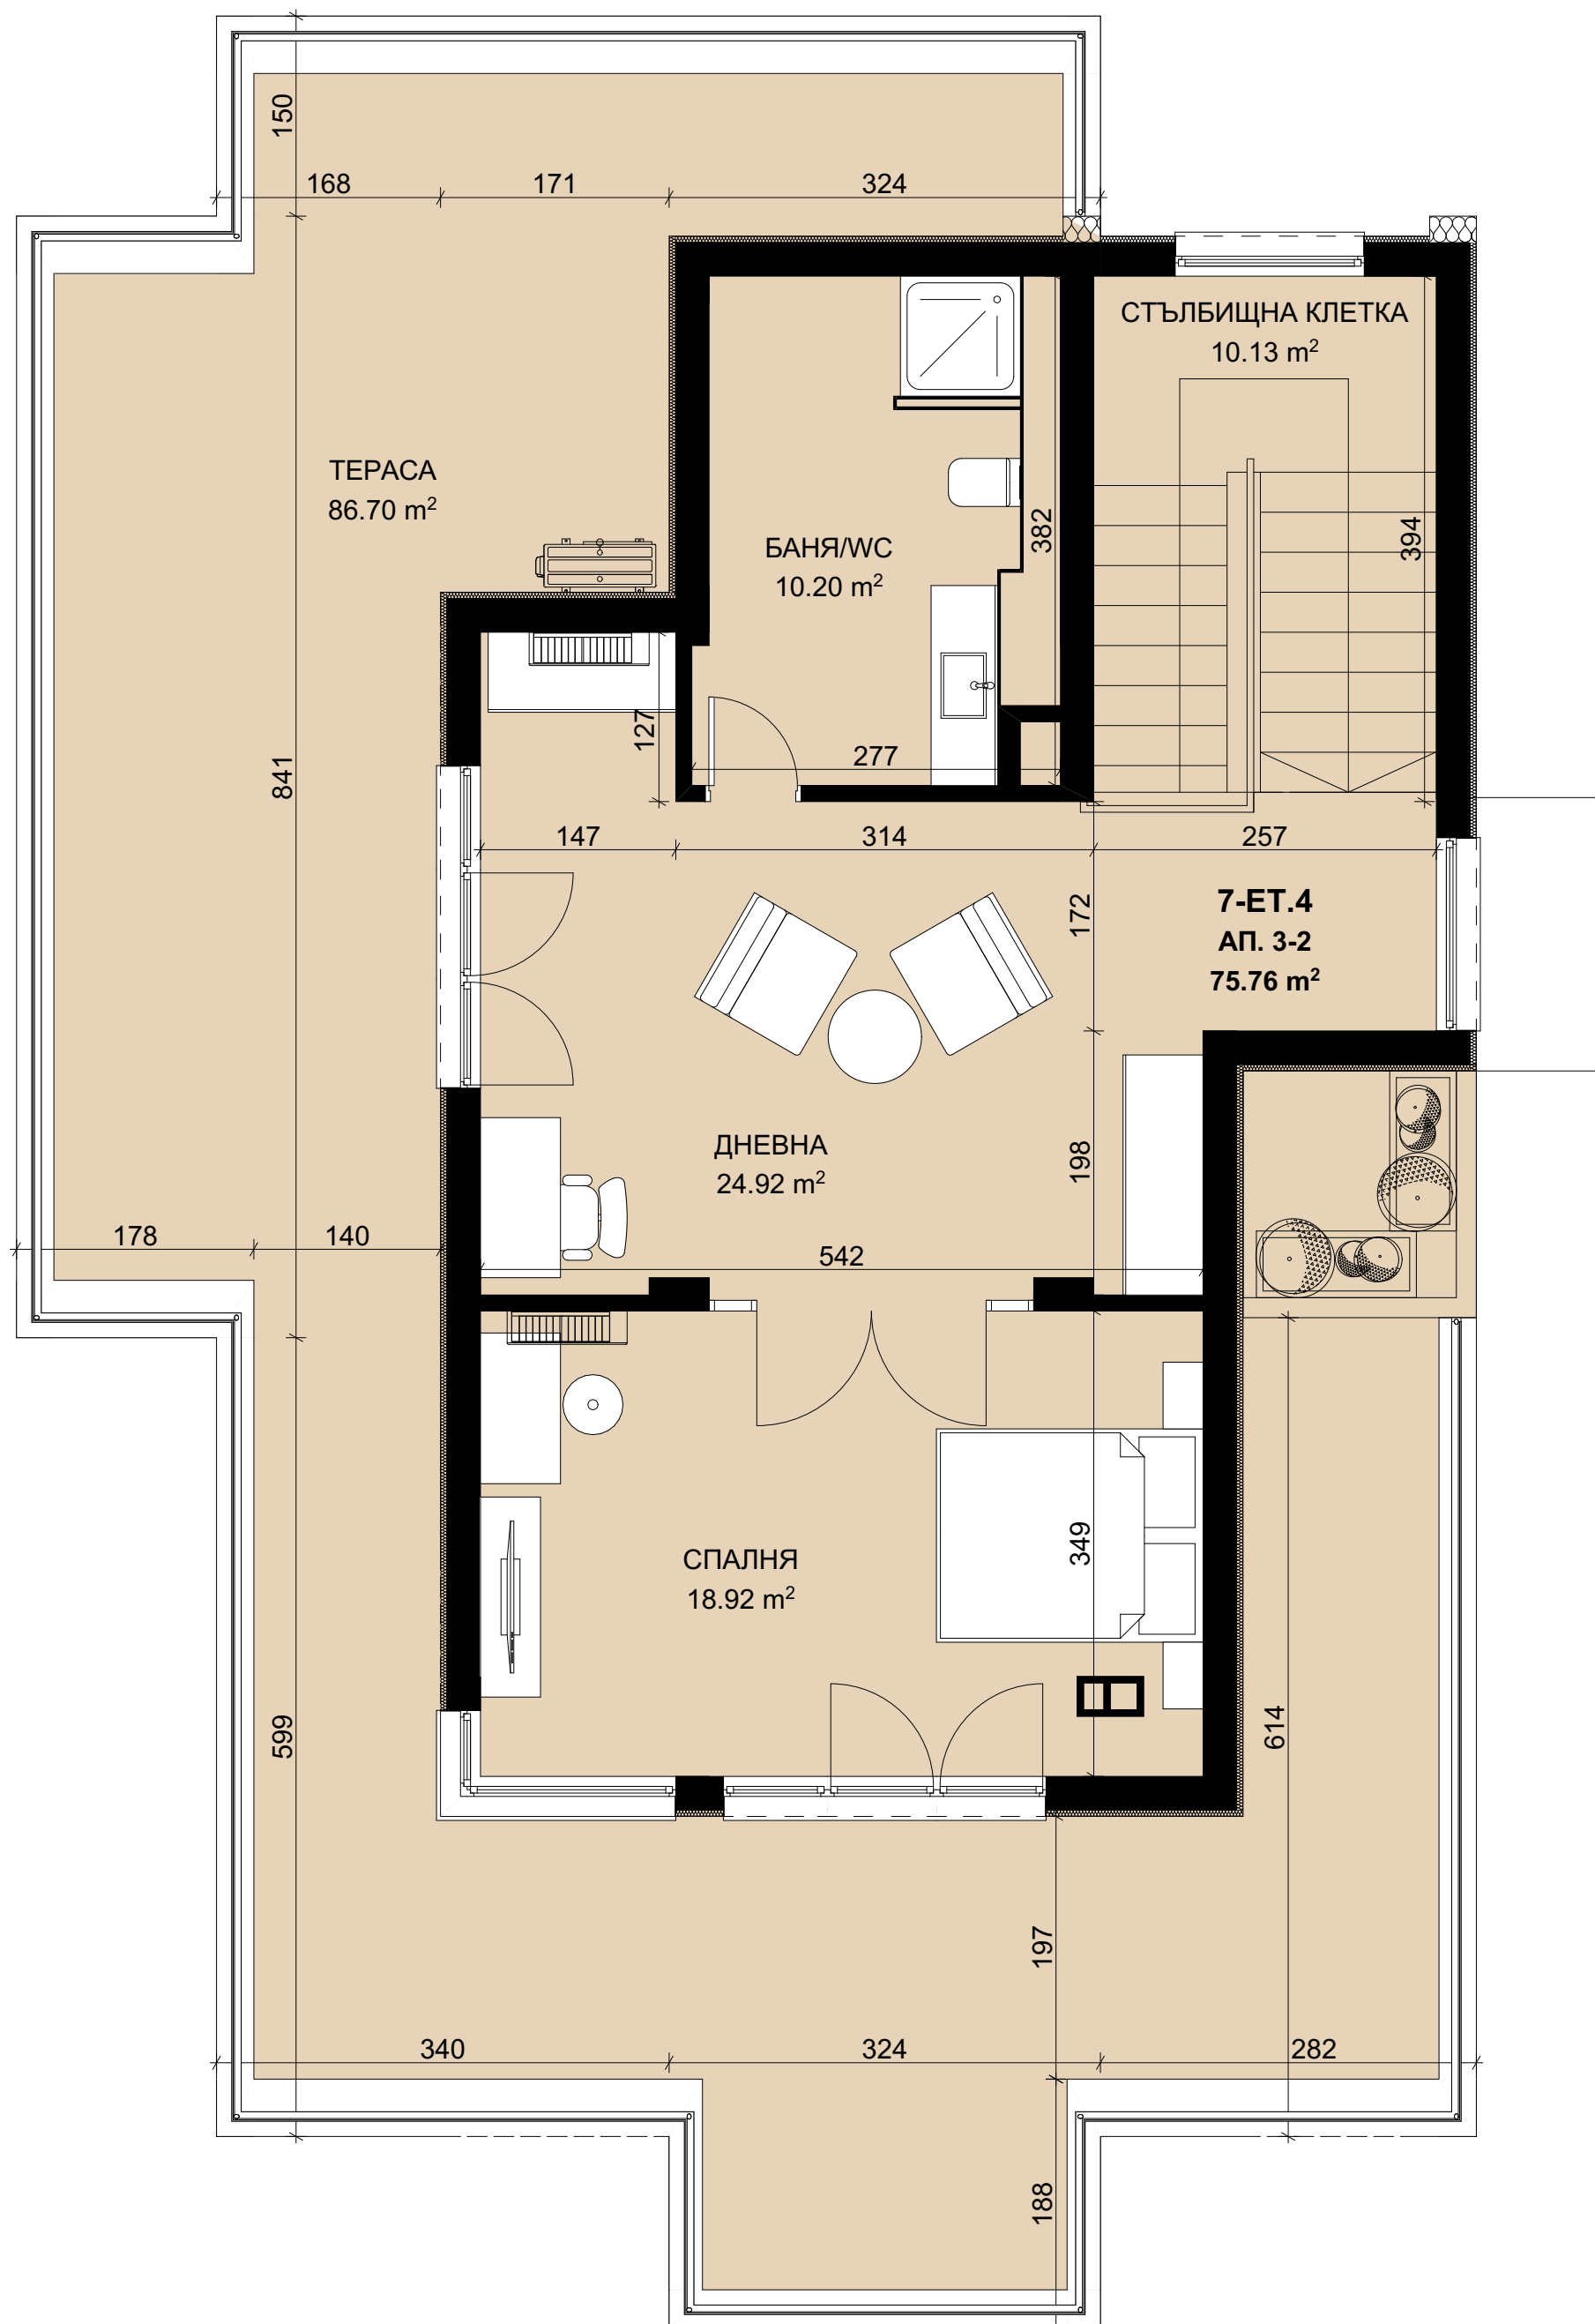 150
168
171
324
СТЪЛБИЩНА КЛЕТКА
10.13 m²
ТЕРАСА
86.70 m²
382
394
БАНЯ/WC
10.20 m²
127
277
841
147
314
257
172
7-ЕТ.4
АП. 3-2
75.76 m²
ДНЕВНА
24.92 m²
198
178
140
542
349
СПАЛНЯ
18.92 m²
599
614
197
340
324
282
188